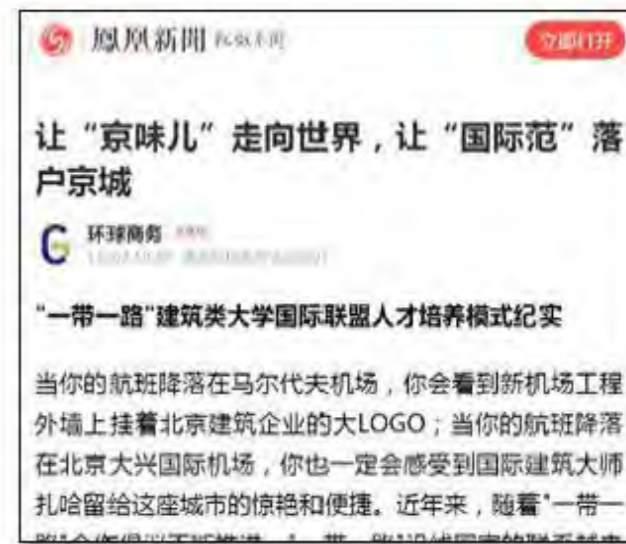 鳳凰新聞
立即打开
让“京味儿”走向世界，让“国际范”落
户京城
环球商务
"一带一路"建筑类大学国际联盟人才培养模式纪实
当你的航班降落在马尔代夫机场，你会看到新机场工程
外墙上挂着北京建筑企业的大LOGO；当你的航班降落
在北京大兴国际机场，你也一定会感受到国际建筑大师
扎哈留给这座城市的惊艳和便捷。近年来，随着"一带一